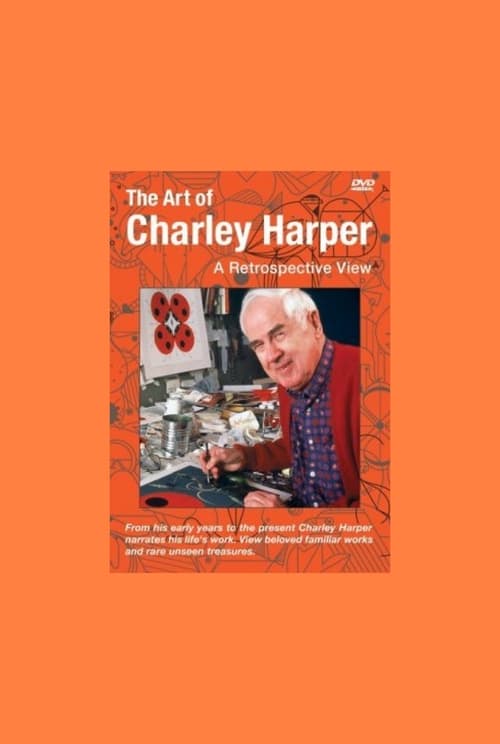 DVD
The Art of
Charley Harper
A Retrospective View
From his early years to the present Charley Harper
narrates his life's work. View beloved familiar works
and rare unseen treasures.